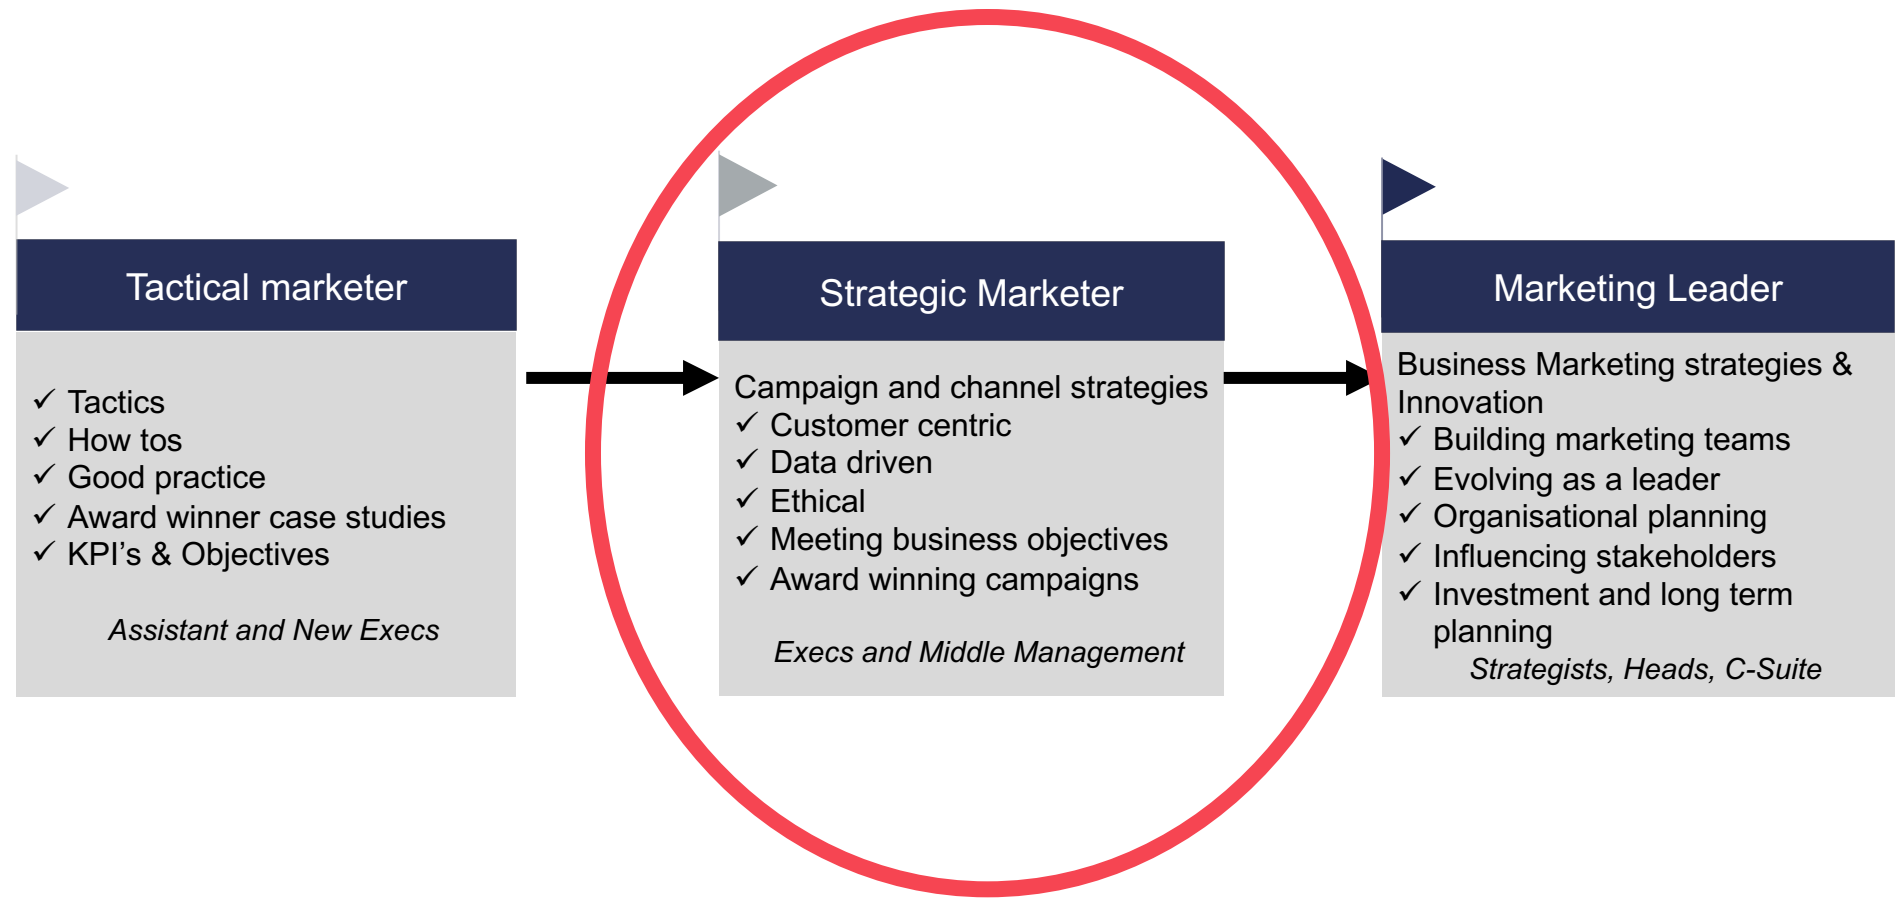 Tactical marketer
✓ Tactics
✓ How tos
✓ Good practice
✓ Award winner case studies
✓ KPI's & Objectives
Assistant and New Execs
Strategic Marketer
Campaign and channel strategies
✓ Customer centric
✓ Data driven
✓ Ethical
✓ Meeting business objectives
✓ Award winning campaigns
Execs and Middle Management
Marketing Leader
Business Marketing strategies &
Innovation
✓ Building marketing teams
✓ Evolving as a leader
✓ Organisational planning
✓ Influencing stakeholders
✓ Investment and long term
planning
Strategists, Heads, C-Suite